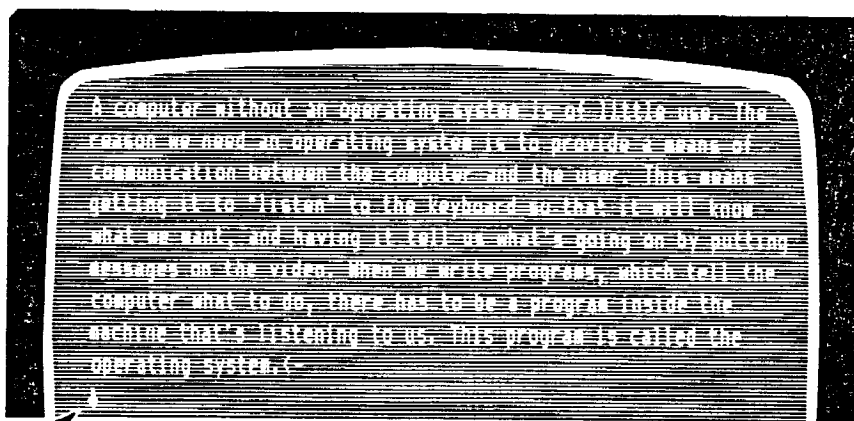 A computer without an operating system is of little use. The
reason we need an operating system is to provide a means of
communication between the computer and the user. This means
getting it to "listen" to the keyboard so that it will know
what we want, and having it tell us what's going on by putting
messages on the video. When we write programs, which tell the
computer what to do, there has to be a program inside the
machine that's listening to us. This program is called the
operating system.(-